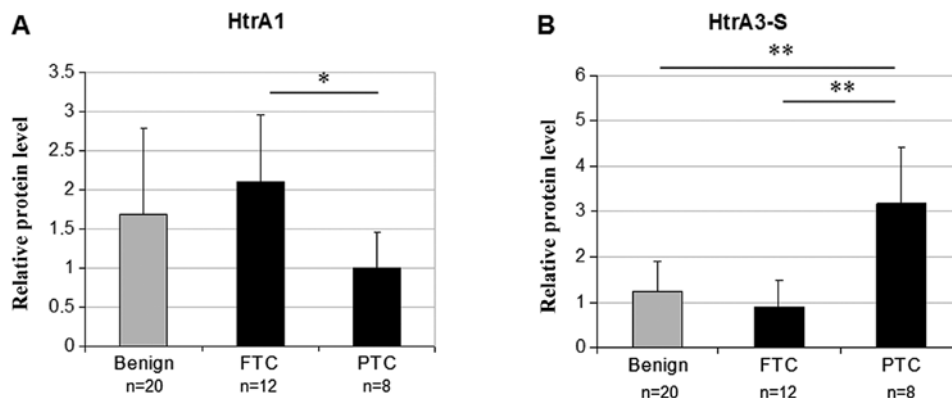 A
HtrA1
Relative protein level
3.5
3
2.5
2
1.5
1
0.5
0
*
Benign FTC PTC
n=20 n=12 n=8
B
HtrA3-S
Relative protein level
6
5
4
3
2
1
0
**
**
Benign FTC PTC
n=20 n=12 n=8